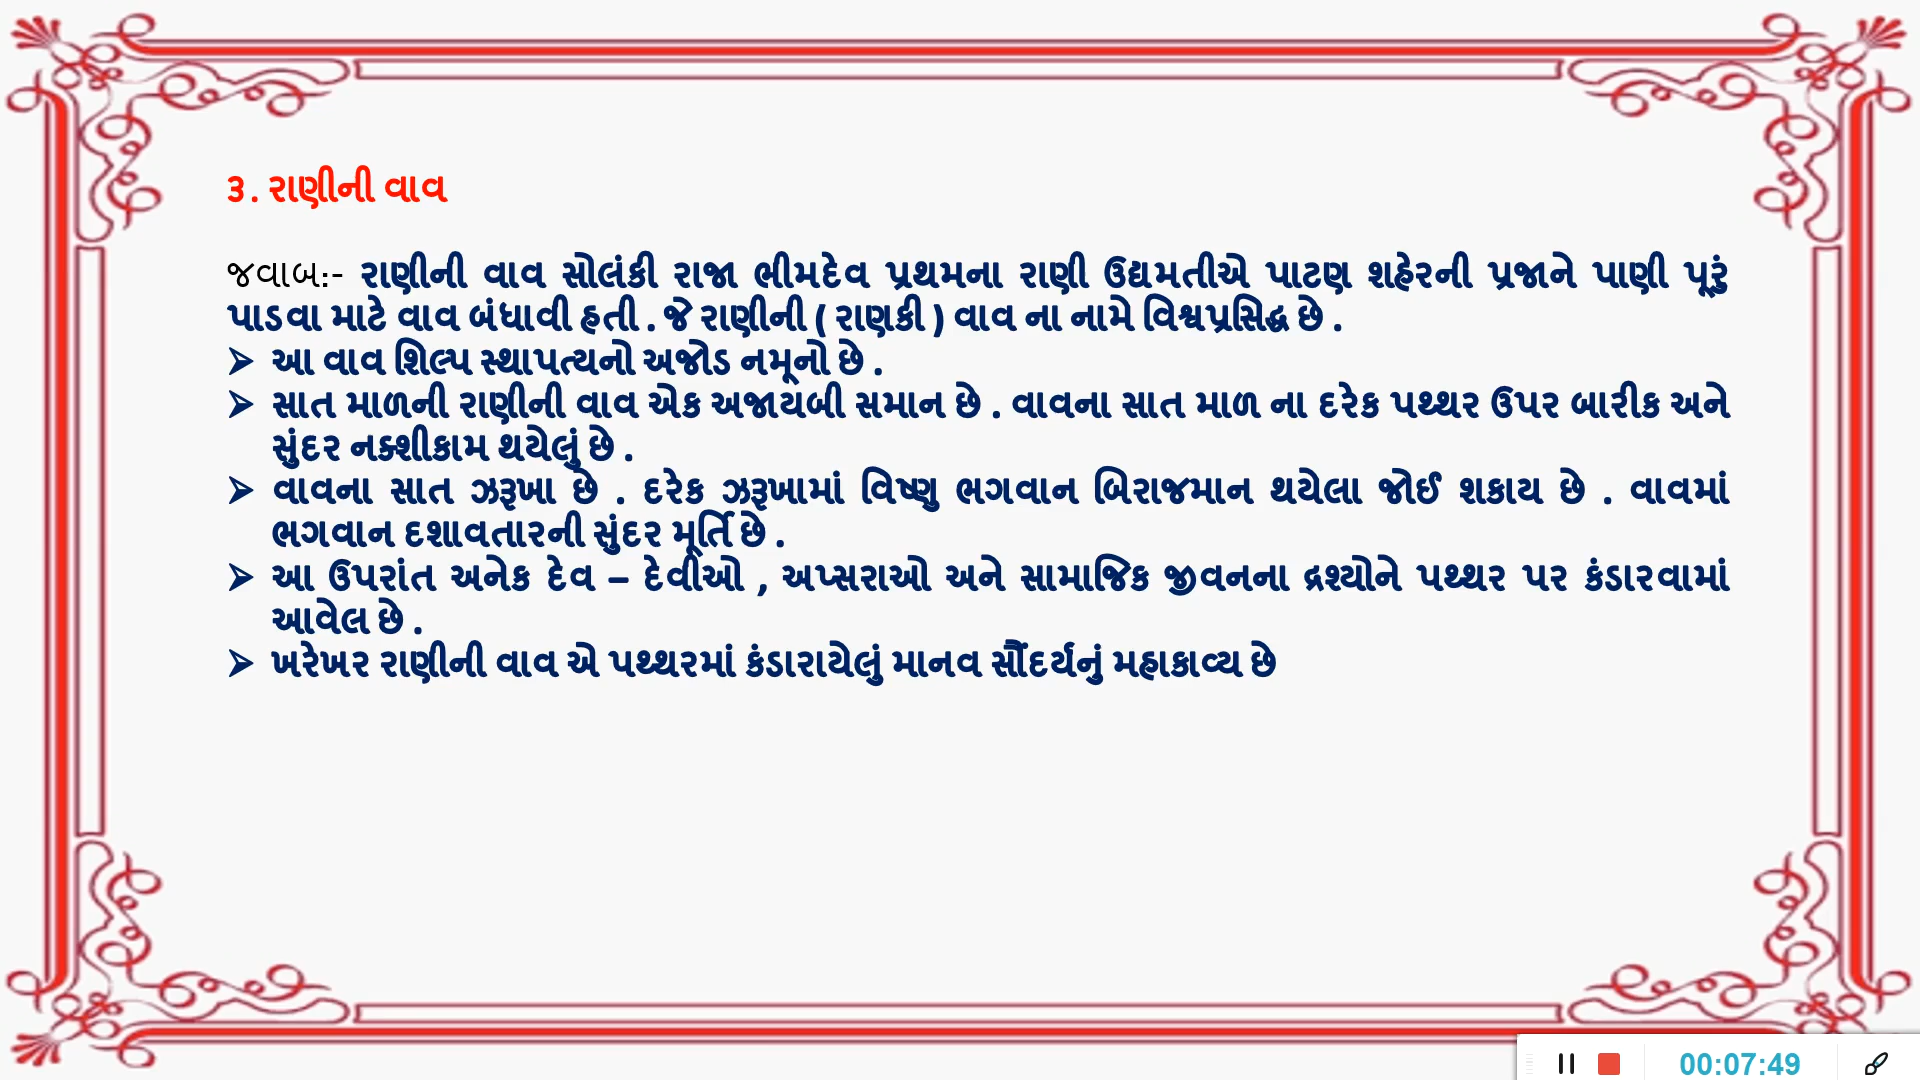 ૩. રાણીની વાવ
જવાબ:- રાણીની વાવ સોલંકી રાજા ભીમદેવ પ્રથમના રાણી ઉદ્યમતીએ પાટણ શહેરની પ્રજાને પાણી પૂરું
પાડવા માટે વાવ બંધાવી હતી . જે રાણીની ( રાણકી ) વાવ ના નામે વિશ્વપ્રસિદ્ધ છે .
➢ આ વાવ શિલ્પ સ્થાપત્યનો અજોડ નમૂનો છે .
➢ સાત માળની રાણીની વાવ એક અજાયબી સમાન છે . વાવના સાત માળ ના દરેક પથ્થર ઉપર બારીક અને
સુંદર નક્શીકામ થયેલું છે .
➢ વાવના સાત ઝરૂખા છે . દરેક ઝરૂખામાં વિષ્ણુ ભગવાન બિરાજમાન થયેલા જોઈ શકાય છે . વાવમાં
ભગવાન દશાવતારની સુંદર મૂર્તિ છે .
➢ આ ઉપરાંત અનેક દેવ – દેવીઓ , અપ્સરાઓ અને સામાજિક જીવનના દ્રશ્યોને પથ્થર પર કંડારવામાં
આવેલ છે .
➢ ખરેખર રાણીની વાવ એ પથ્થરમાં કંડારાયેલું માનવ સૌંદર્યનું મહાકાવ્ય છે
00:07:49